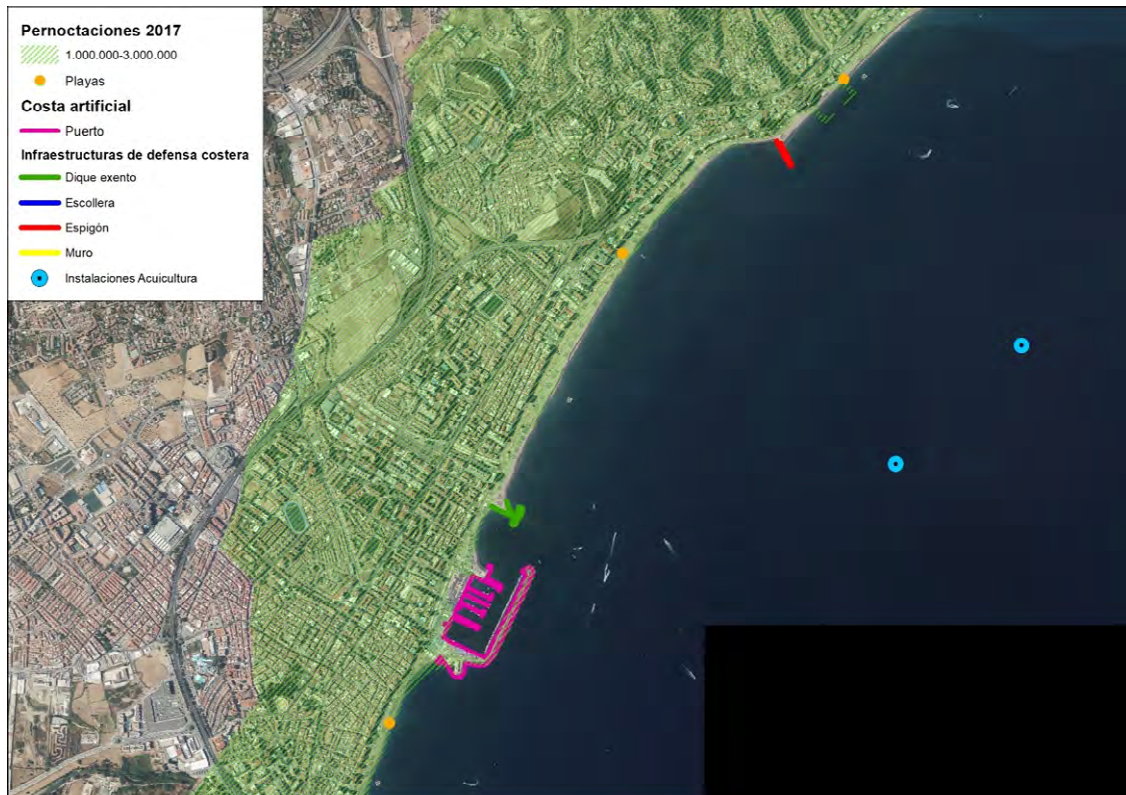 Pernoctaciones 2017
1.000.000-3.000.000
Playas
Costa artificial
Puerto
Infraestructuras de defensa costera
Dique exento
Escollera
Espigón
Muro
Instalaciones Acuicultura